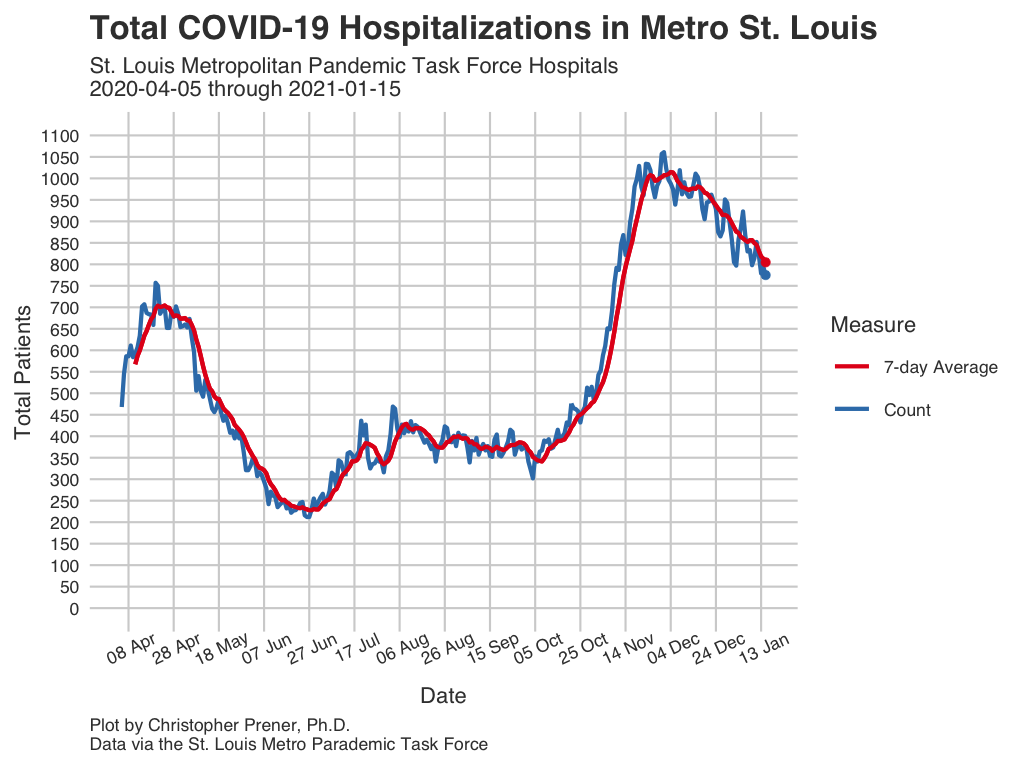 Total COVID-19 Hospitalizations in Metro St. Louis
St. Louis Metropolitan Pandemic Task Force Hospitals
2020-04-05 through 2021-01-15
1100
1050
1000
950
900
850
800
750
700
650
600
550
500
450
400
350
300
250
200
150
100
50
0
Total Patients
08 Apr
28 Apr
18 May
07 Jun
27 Jun
17 Jul
06 Aug
26 Aug
15 Sep
05 Oct
25 Oct
14 Nov
04 Dec
24 Dec
13 Jan
Date
Measure
7-day Average
Count
Plot by Christopher Prener, Ph.D.
Data via the St. Louis Metro Parademic Task Force